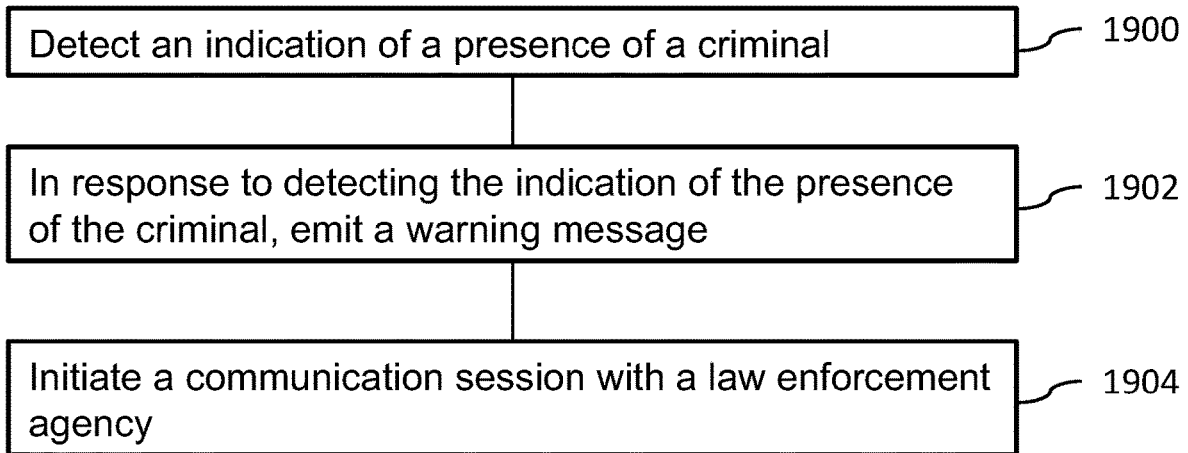 Detect an indication of a presence of a criminal
1900
In response to detecting the indication of the presence
of the criminal, emit a warning message
1902
Initiate a communication session with a law enforcement
agency
1904